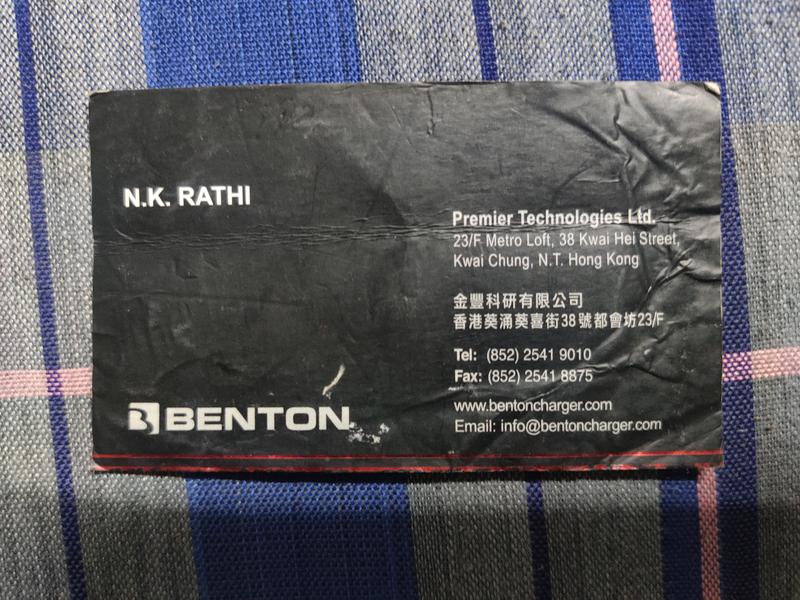 N.K. RATHI
Premier Technologies Ltd.
23/F Metro Loft, 38 Kwai Hei Street,
Kwai Chung, N.T. Hong Kong
金豐科研有限公司
香港葵涌葵喜街38號都會坊23/F
Tel: (852) 2541 9010
Fax: (852) 2541 8875
www.bentoncharger.com
Email: info@bentoncharger.com
BENTON